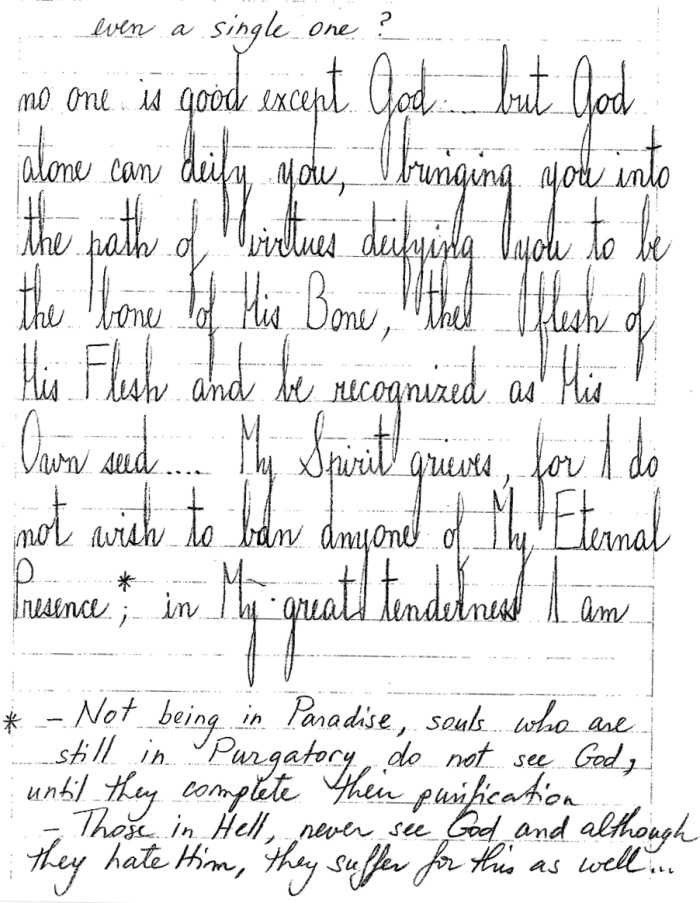 even a single one ?
no one is good except God.... but God
alone can deify you, bringing you into
the path of virtues deifying you to be
the bone of His Bone, the flesh of
His Flesh and be recognized as His
Own seed.... My Spirit grieves, for I do
not wish to ban anyone of My Eternal
Presence*; in My great tenderness I am
* - Not being in Paradise, souls who are
still in Purgatory do not see God,
until they complete their purification
- Those in Hell, never see God and although
they hate Him, they suffer for this as well...